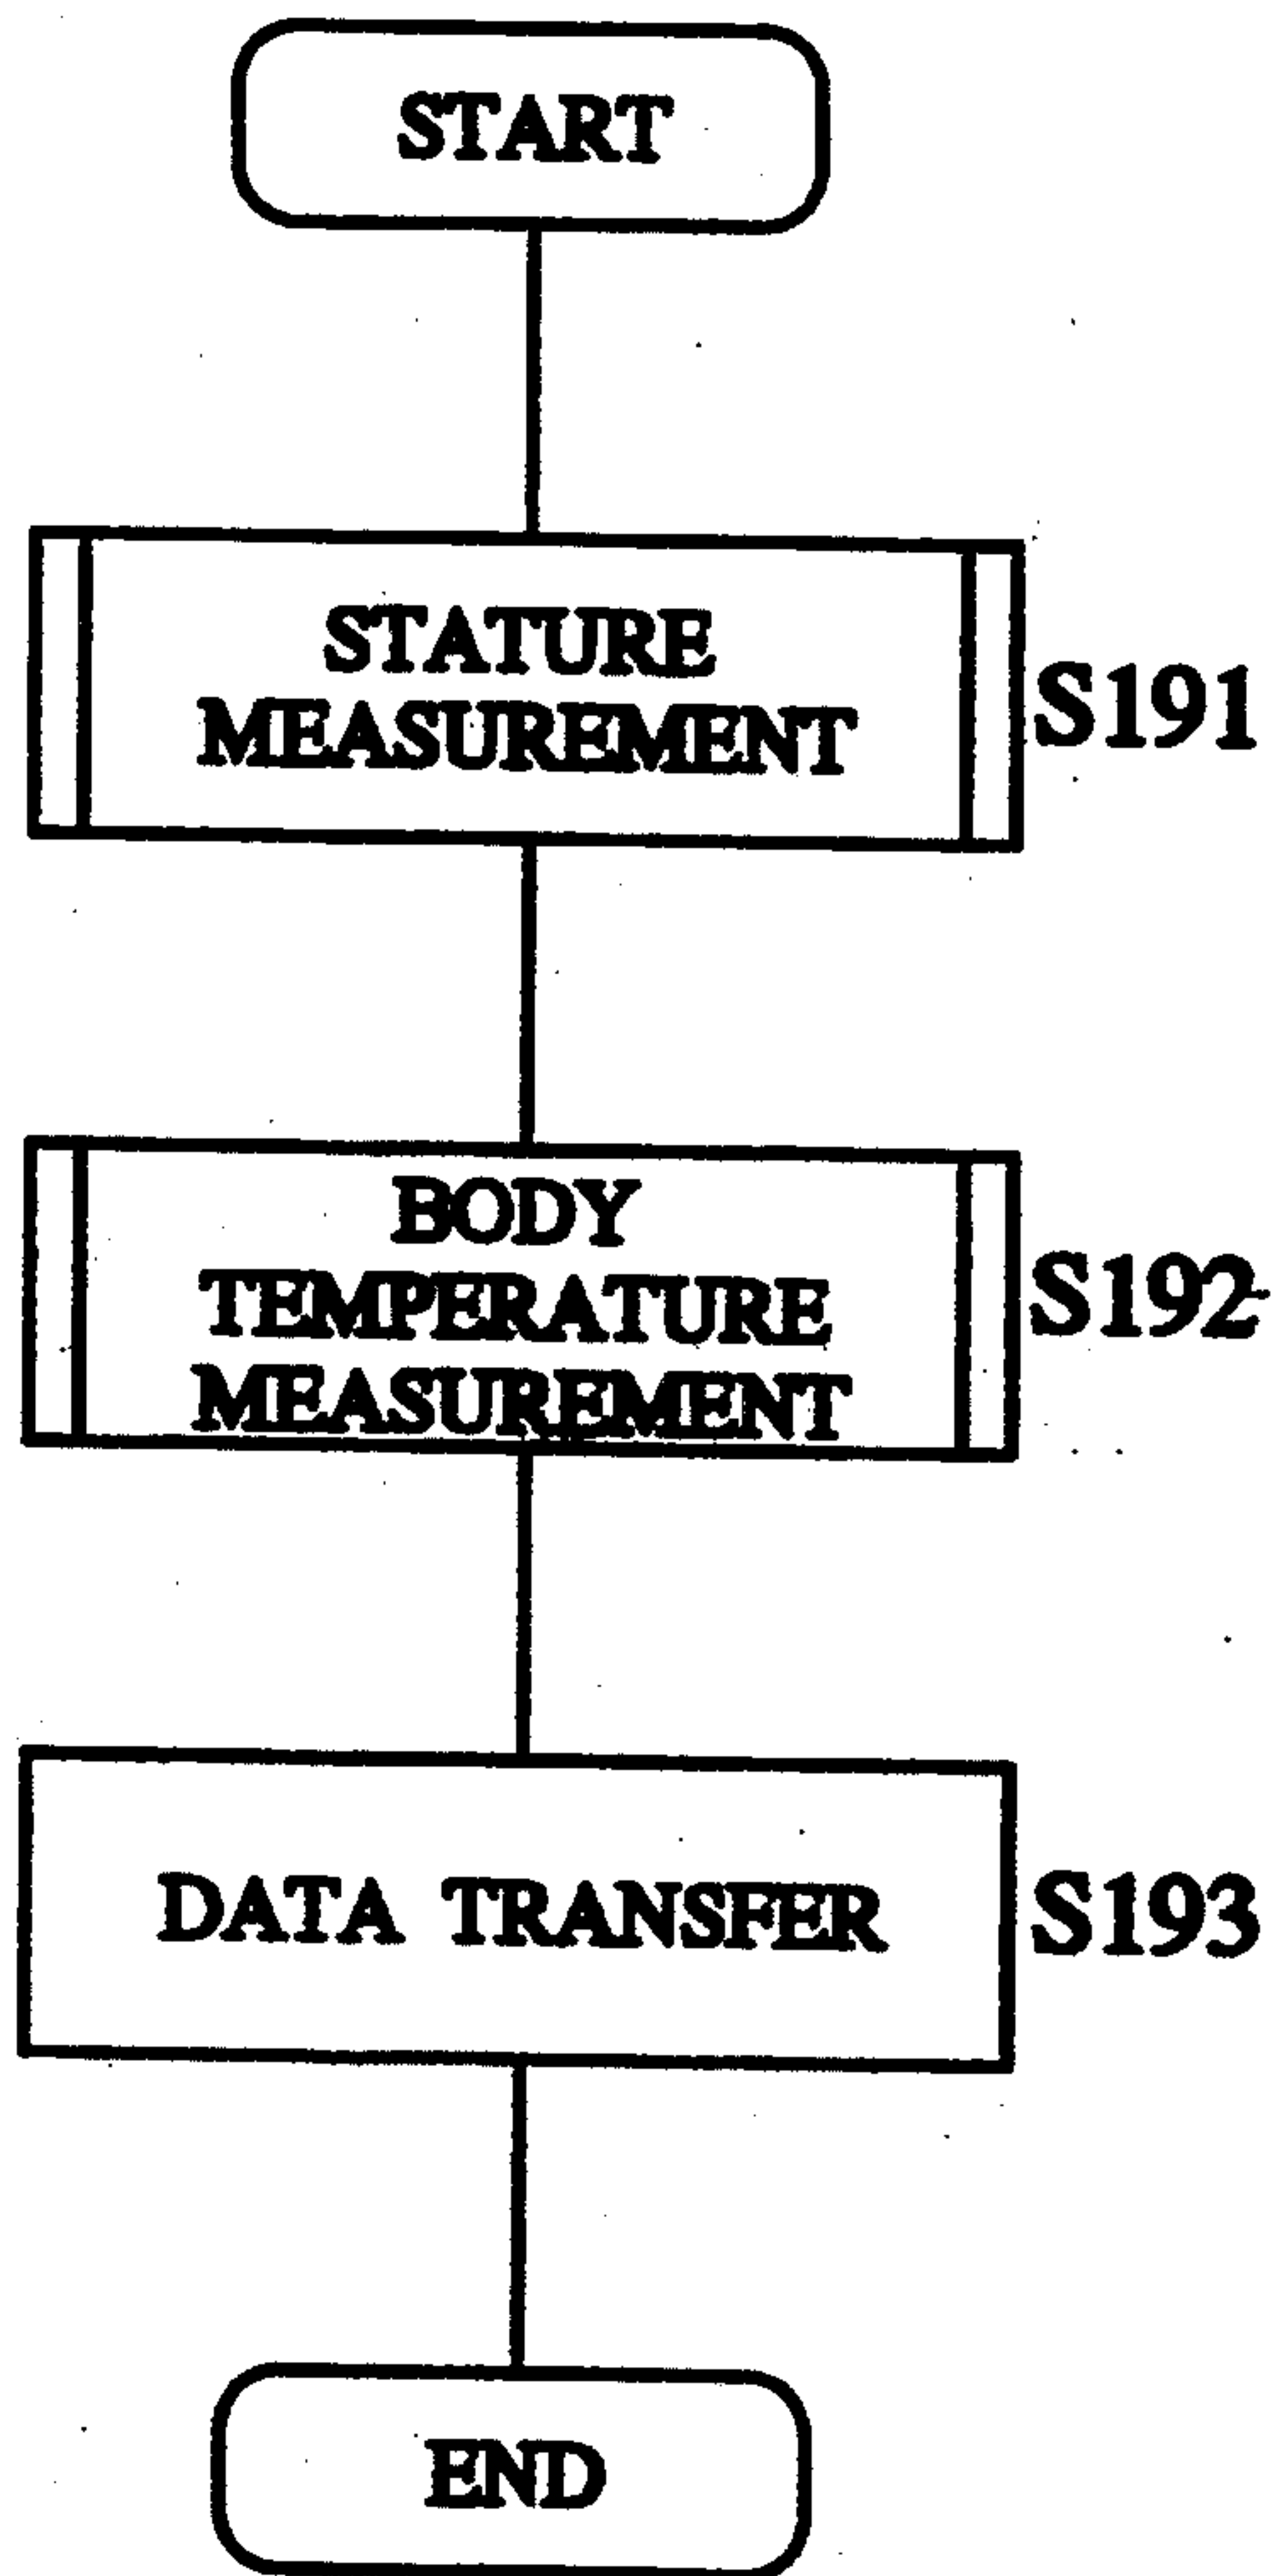 START
STATURE
MEASUREMENT
S191
BODY
TEMPERATURE
MEASUREMENT
S192
DATA TRANSFER
S193
END